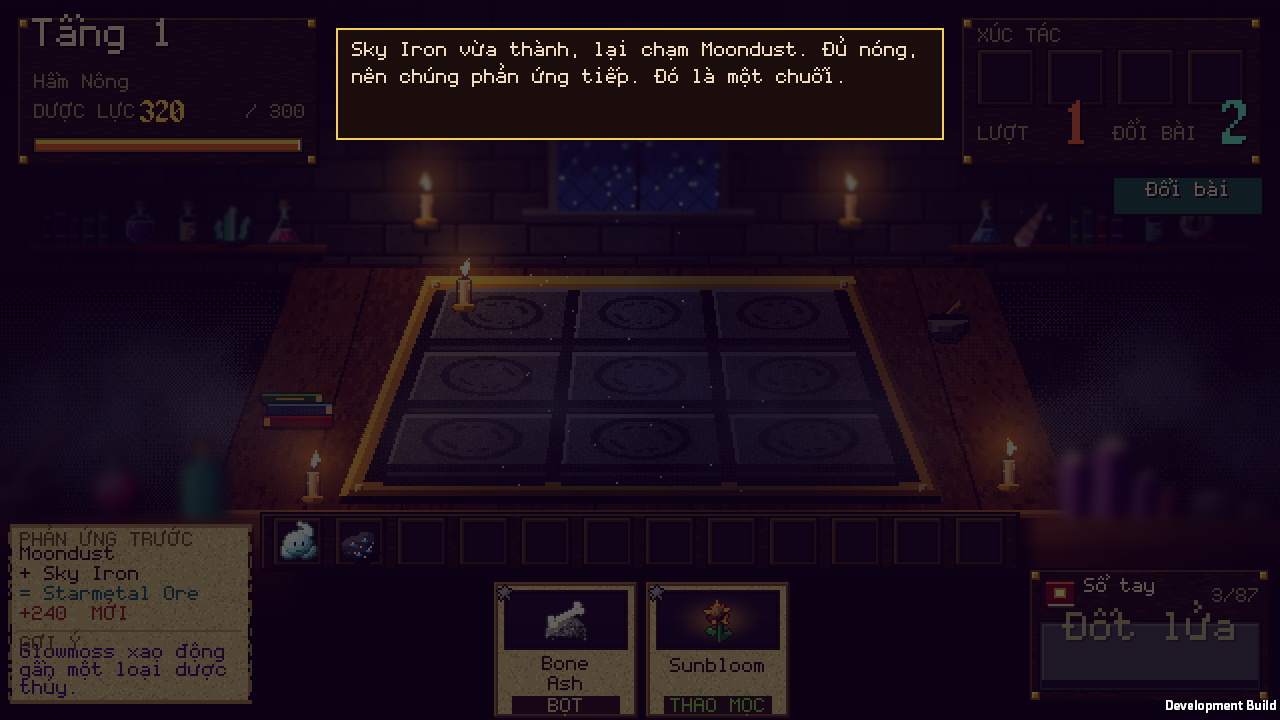 Tầng 1
Hầm Nông
DƯỢC LỰC 320 / 300
Sky Iron vừa thành, lại chạm Moondust. Đủ nóng,
nên chúng phản ứng tiếp. Đó là một chuỗi.
XÚC TÁC
LƯỢT 1 ĐỔI BÀI 2
Đổi bài
PHẢN ỨNG TRƯỚC
Moondust
+ Sky Iron
= Starmetal Ore
+240 MỚI
GỢI Ý
Glowmoss xao động
gần một loại dược
thủy.
Bone
Ash
BỘT
Sunbloom
THẢO MỘC
Sổ tay
3/87
Đốt lửa
Development Build